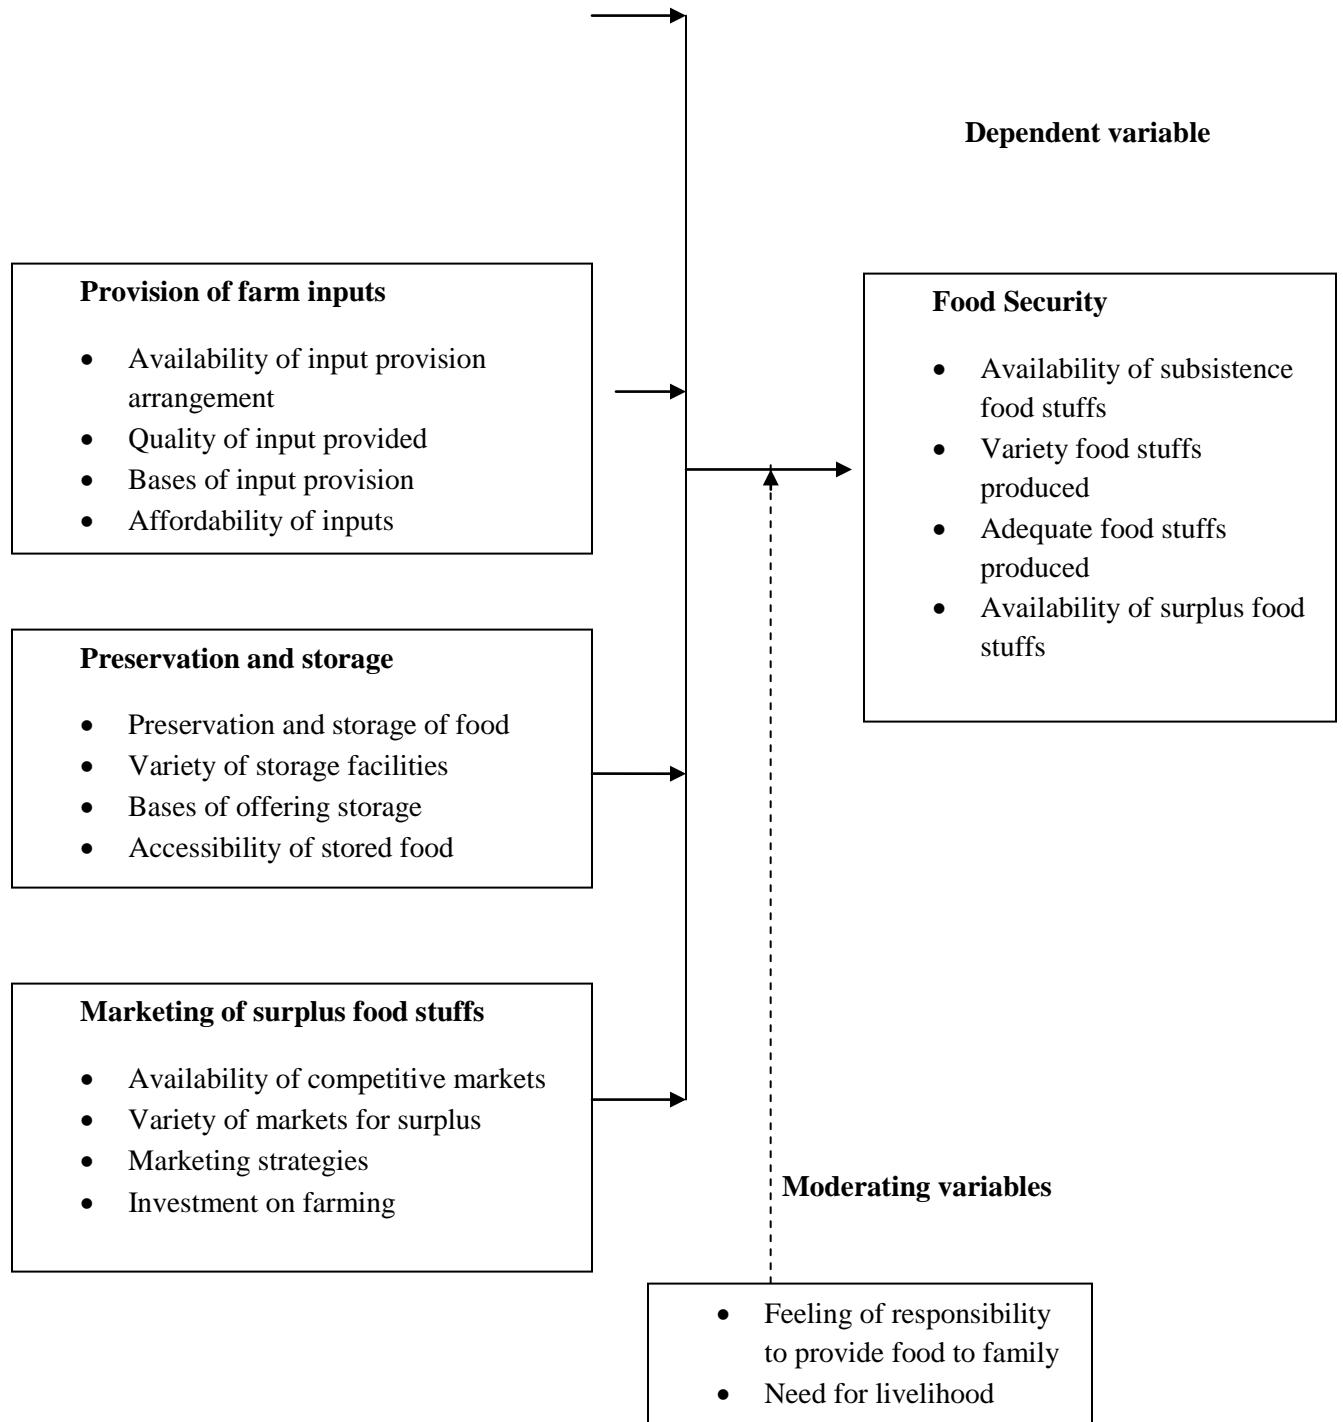 Dependent variable
Provision of farm inputs
• Availability of input provision
arrangement
• Quality of input provided
• Bases of input provision
• Affordability of inputs
Food Security
• Availability of subsistence
food stuffs
• Variety food stuffs
produced
• Adequate food stuffs
produced
• Availability of surplus food
stuffs
Preservation and storage
• Preservation and storage of food
• Variety of storage facilities
• Bases of offering storage
• Accessibility of stored food
Marketing of surplus food stuffs
• Availability of competitive markets
• Variety of markets for surplus
• Marketing strategies
• Investment on farming
Moderating variables
• Feeling of responsibility
to provide food to family
• Need for livelihood